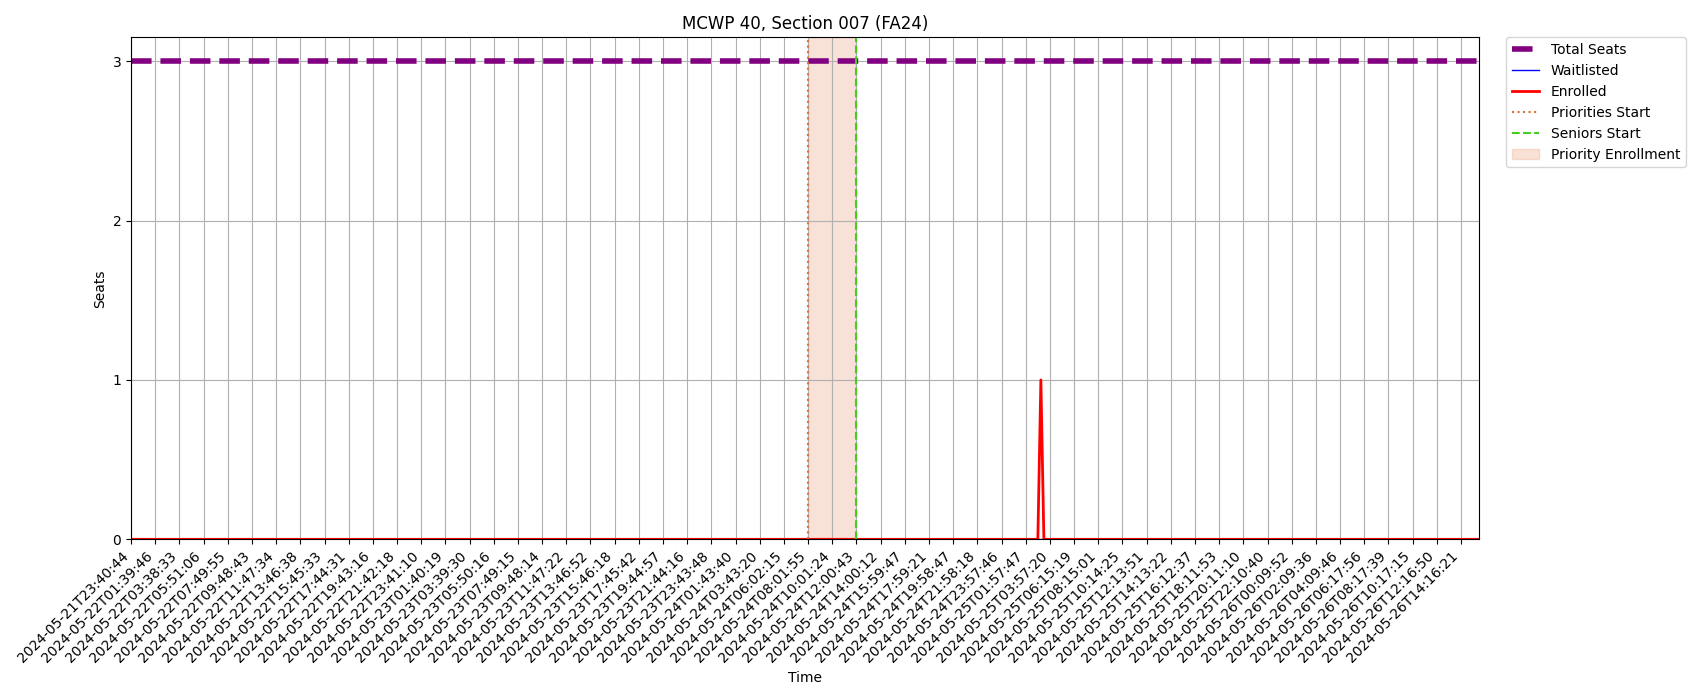 MCWP 40, Section 007 (FA24)
Total Seats
Waitlisted
Enrolled
Priorities Start
Seniors Start
Priority Enrollment
Seats
3
2
1
0
2024-05-21T23:40:44
2024-05-22T01:39:46
2024-05-22T03:38:33
2024-05-22T05:51:06
2024-05-22T07:49:55
2024-05-22T09:48:43
2024-05-22T11:47:34
2024-05-22T13:46:38
2024-05-22T15:45:33
2024-05-22T17:44:31
2024-05-22T19:43:16
2024-05-22T21:42:18
2024-05-22T23:41:10
2024-05-23T01:40:19
2024-05-23T03:39:30
2024-05-23T05:50:16
2024-05-23T07:49:15
2024-05-23T09:48:14
2024-05-23T11:47:22
2024-05-23T13:46:52
2024-05-23T15:46:18
2024-05-23T17:45:42
2024-05-23T19:44:57
2024-05-23T21:44:16
2024-05-23T23:43:48
2024-05-24T01:43:40
2024-05-24T03:43:20
2024-05-24T06:02:15
2024-05-24T08:01:55
2024-05-24T10:01:24
2024-05-24T12:00:43
2024-05-24T14:00:12
2024-05-24T15:59:47
2024-05-24T17:59:21
2024-05-24T19:58:47
2024-05-24T21:58:18
2024-05-24T23:57:46
2024-05-25T01:57:47
2024-05-25T03:57:20
2024-05-25T06:15:19
2024-05-25T08:15:01
2024-05-25T10:14:25
2024-05-25T12:13:51
2024-05-25T14:13:22
2024-05-25T16:12:37
2024-05-25T18:11:53
2024-05-25T20:11:10
2024-05-25T22:10:40
2024-05-26T00:09:52
2024-05-26T02:09:36
2024-05-26T04:09:46
2024-05-26T06:17:56
2024-05-26T08:17:39
2024-05-26T10:17:15
2024-05-26T12:16:50
2024-05-26T14:16:21
Time